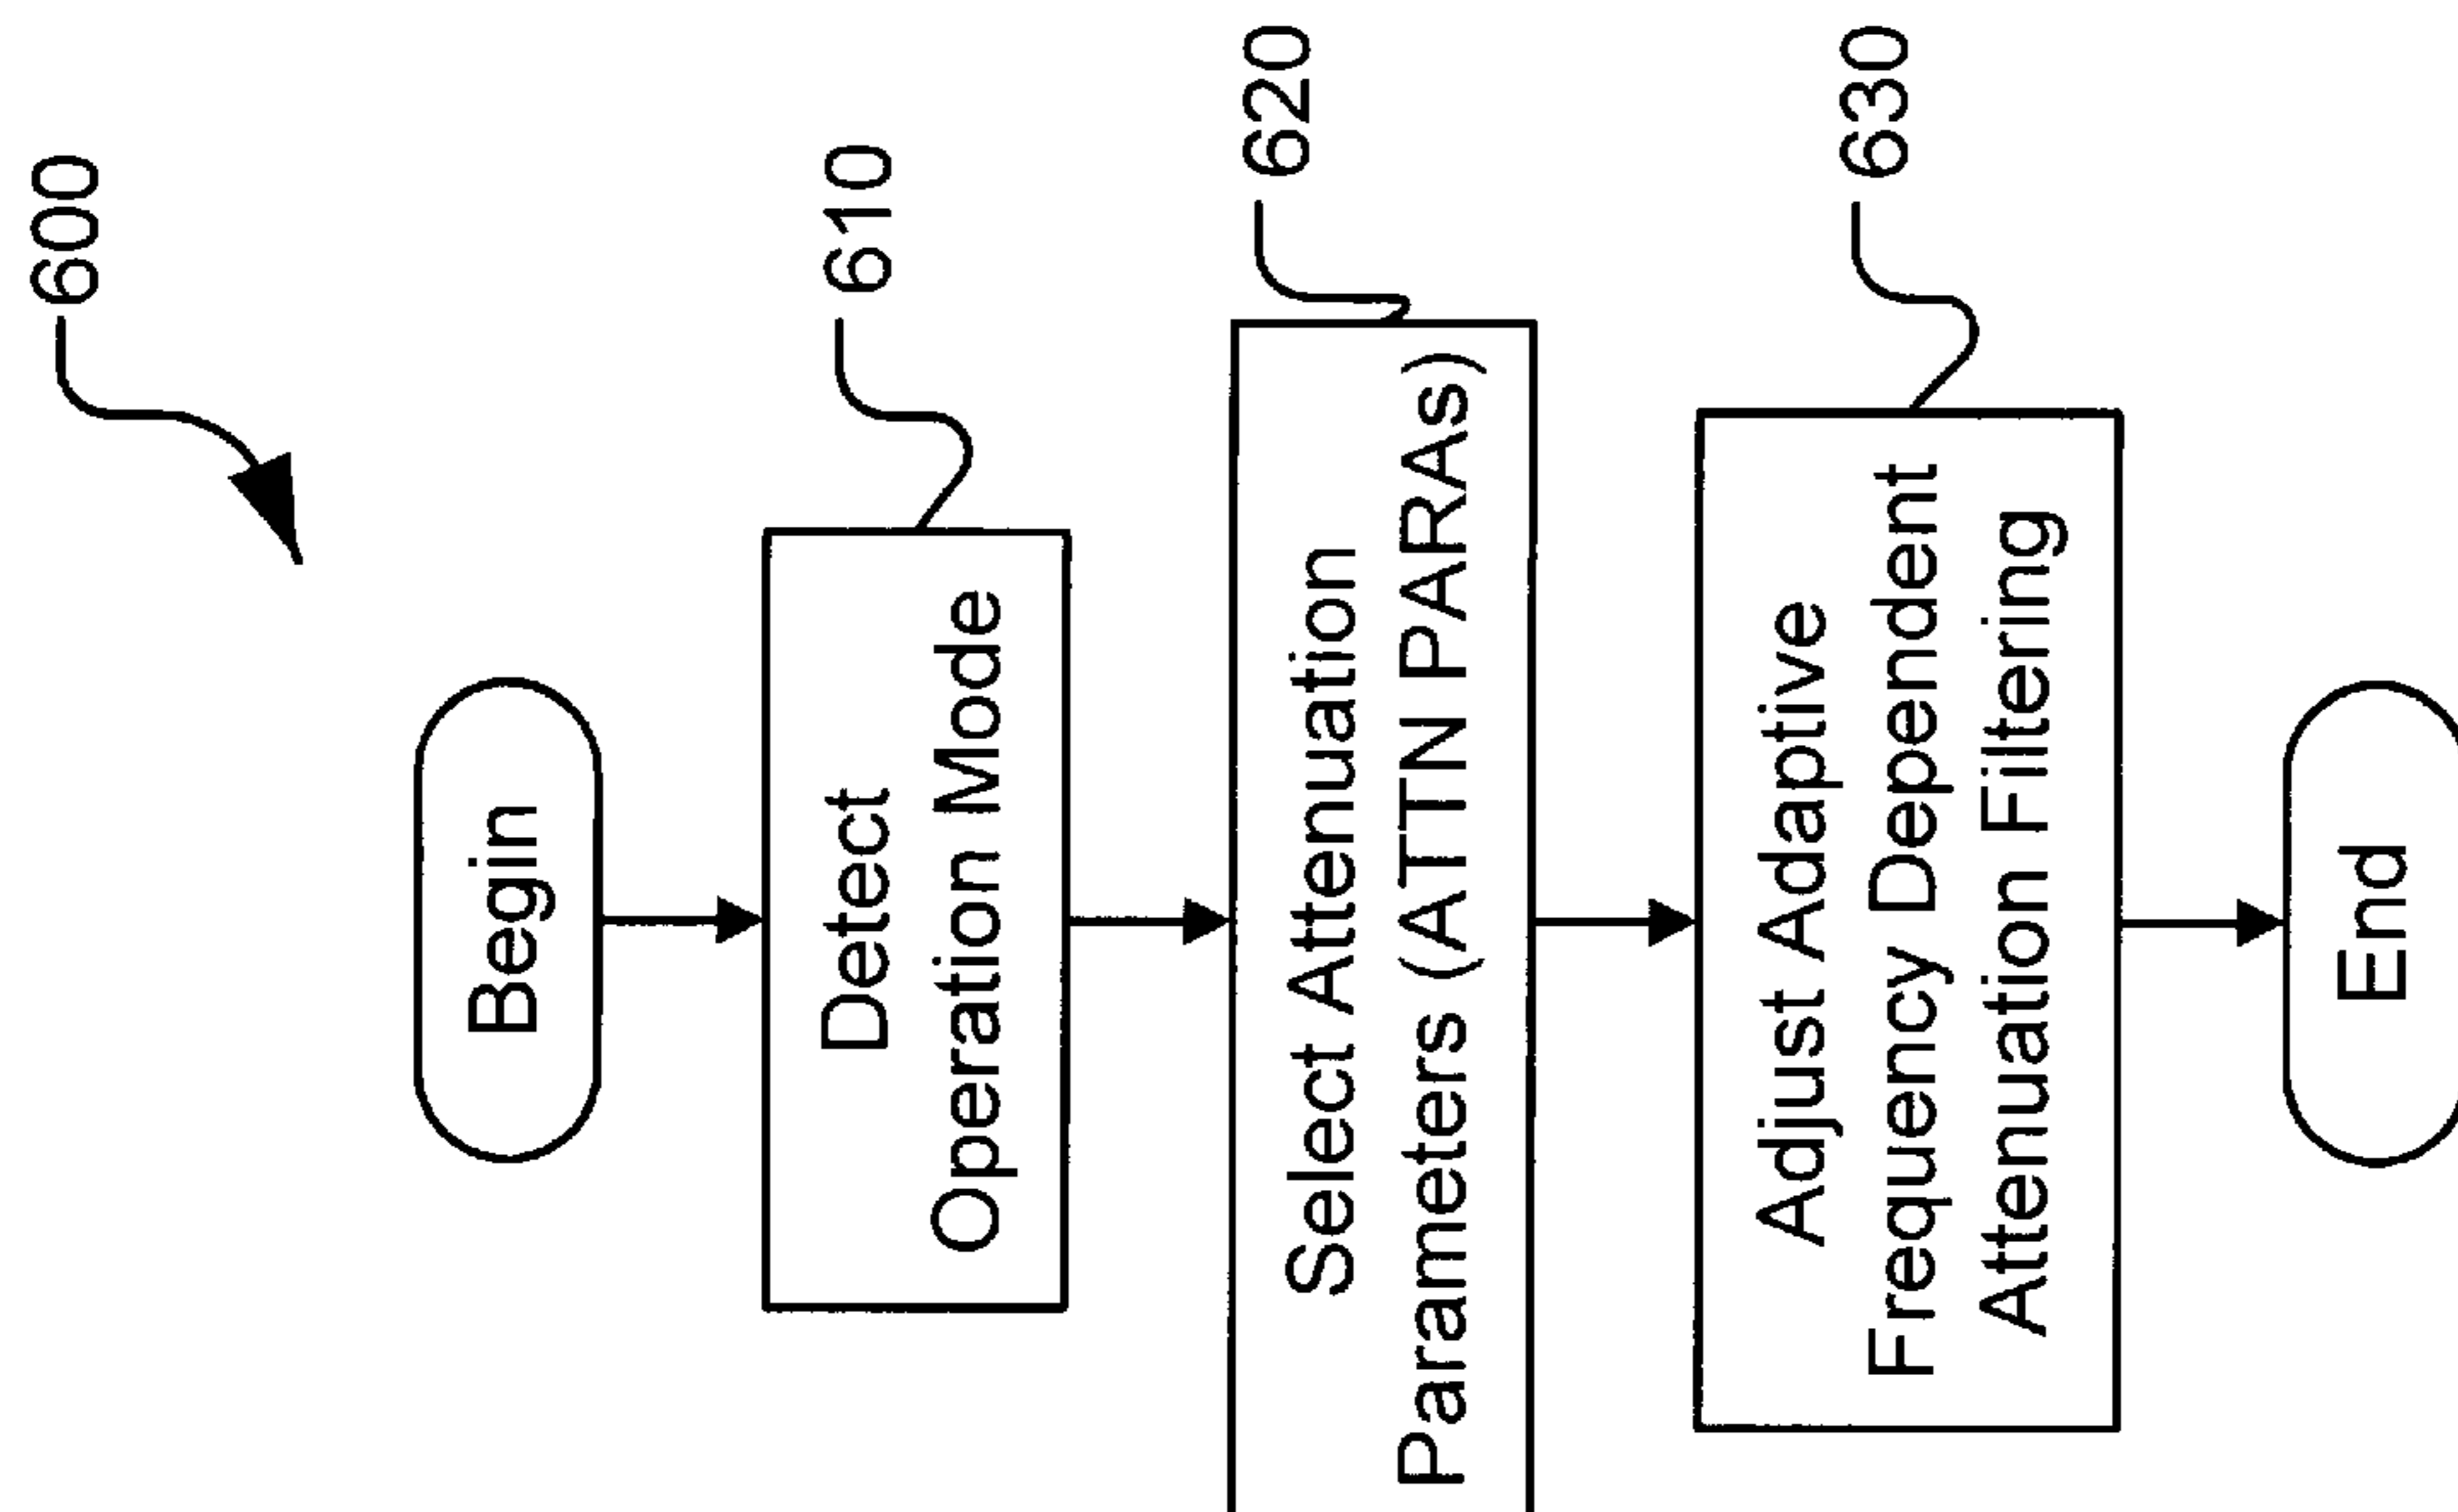 600
Begin
Detect
Operation Mode
610
Select Attenuation
Parameters (ATTN PARAs)
620
Adjust Adaptive
Frequency Dependent
Attenuation Filtering
630
End